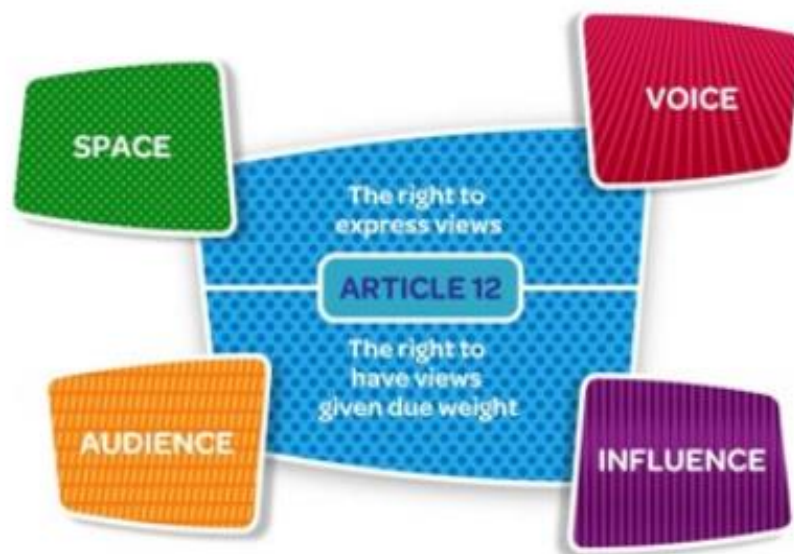 SPACE
VOICE
The right to
express views
ARTICLE 12
The right to
have views
given due weight
AUDIENCE
INFLUENCE